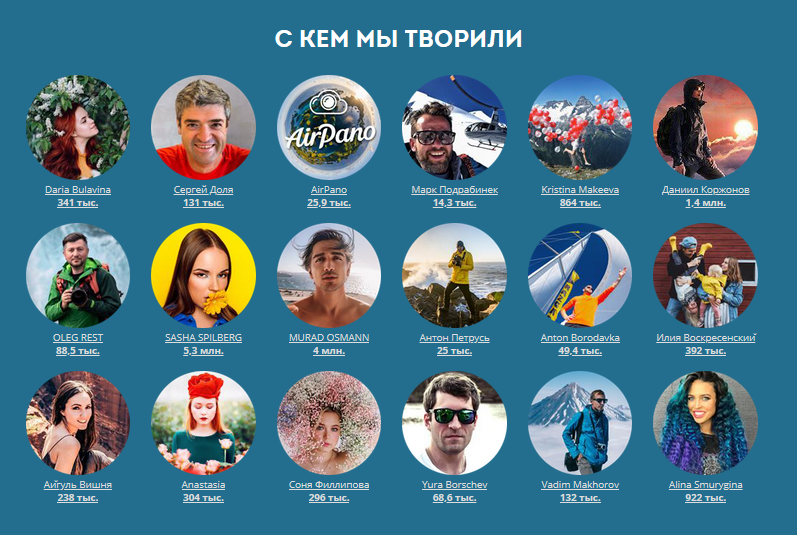 С КЕМ МЫ ТВОРИЛИ
AirPano
Daria Bulavina
341 тыс.
Сергей Доля
131 тыс.
AirPano
25,9 тыс.
Марк Подрабинек
14,3 тыс.
Kristina Makeeva
864 тыс.
Даниил Коржонов
1,4 млн.
OLEG REST
88,5 тыс.
SASHA SPILBERG
5,3 млн.
MURAD OSMANN
4 млн.
Антон Петрусь
25 тыс.
Anton Borodavka
49,4 тыс.
Илия Воскресенский
392 тыс.
Айгуль Вишня
238 тыс.
Anastasia
304 тыс.
Соня Филлипова
296 тыс.
Yura Borschev
68,6 тыс.
Vadim Makhorov
132 тыс.
Alina Smurygina
922 тыс.